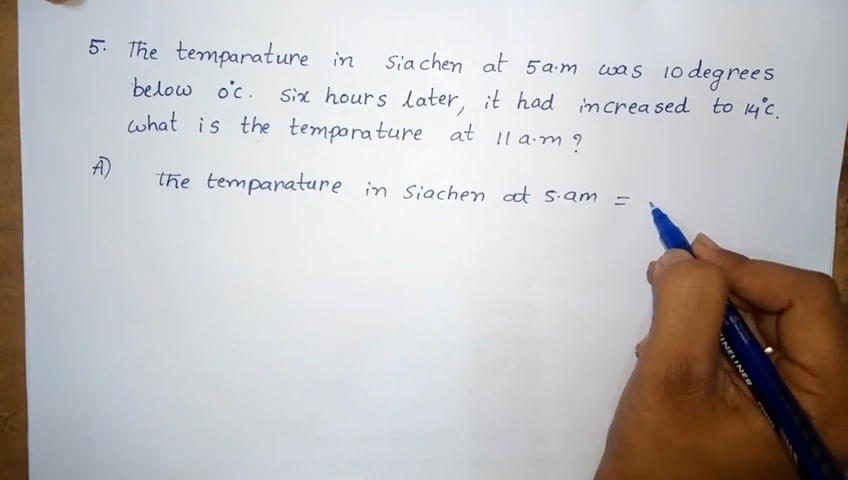 5. The temparature in siachen at 5a.m was 10 degrees
below 0°c. six hours later, it had increased to 14°c.
what is the temparature at 11 a.m?
A) The temparature in siachen at 5.am =
FINELINER